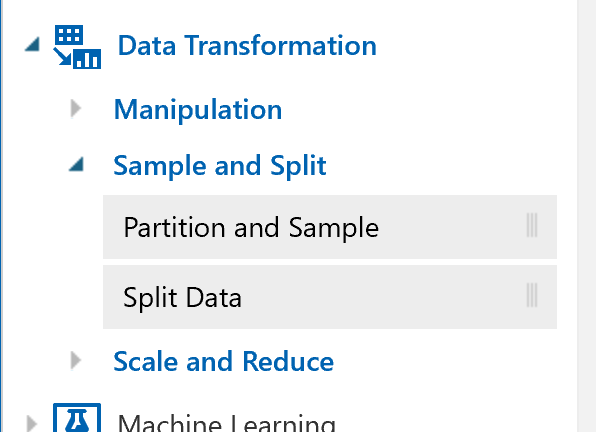 Data Transformation
Manipulation
Sample and Split
Partition and Sample
Split Data
Scale and Reduce
Machine Learning